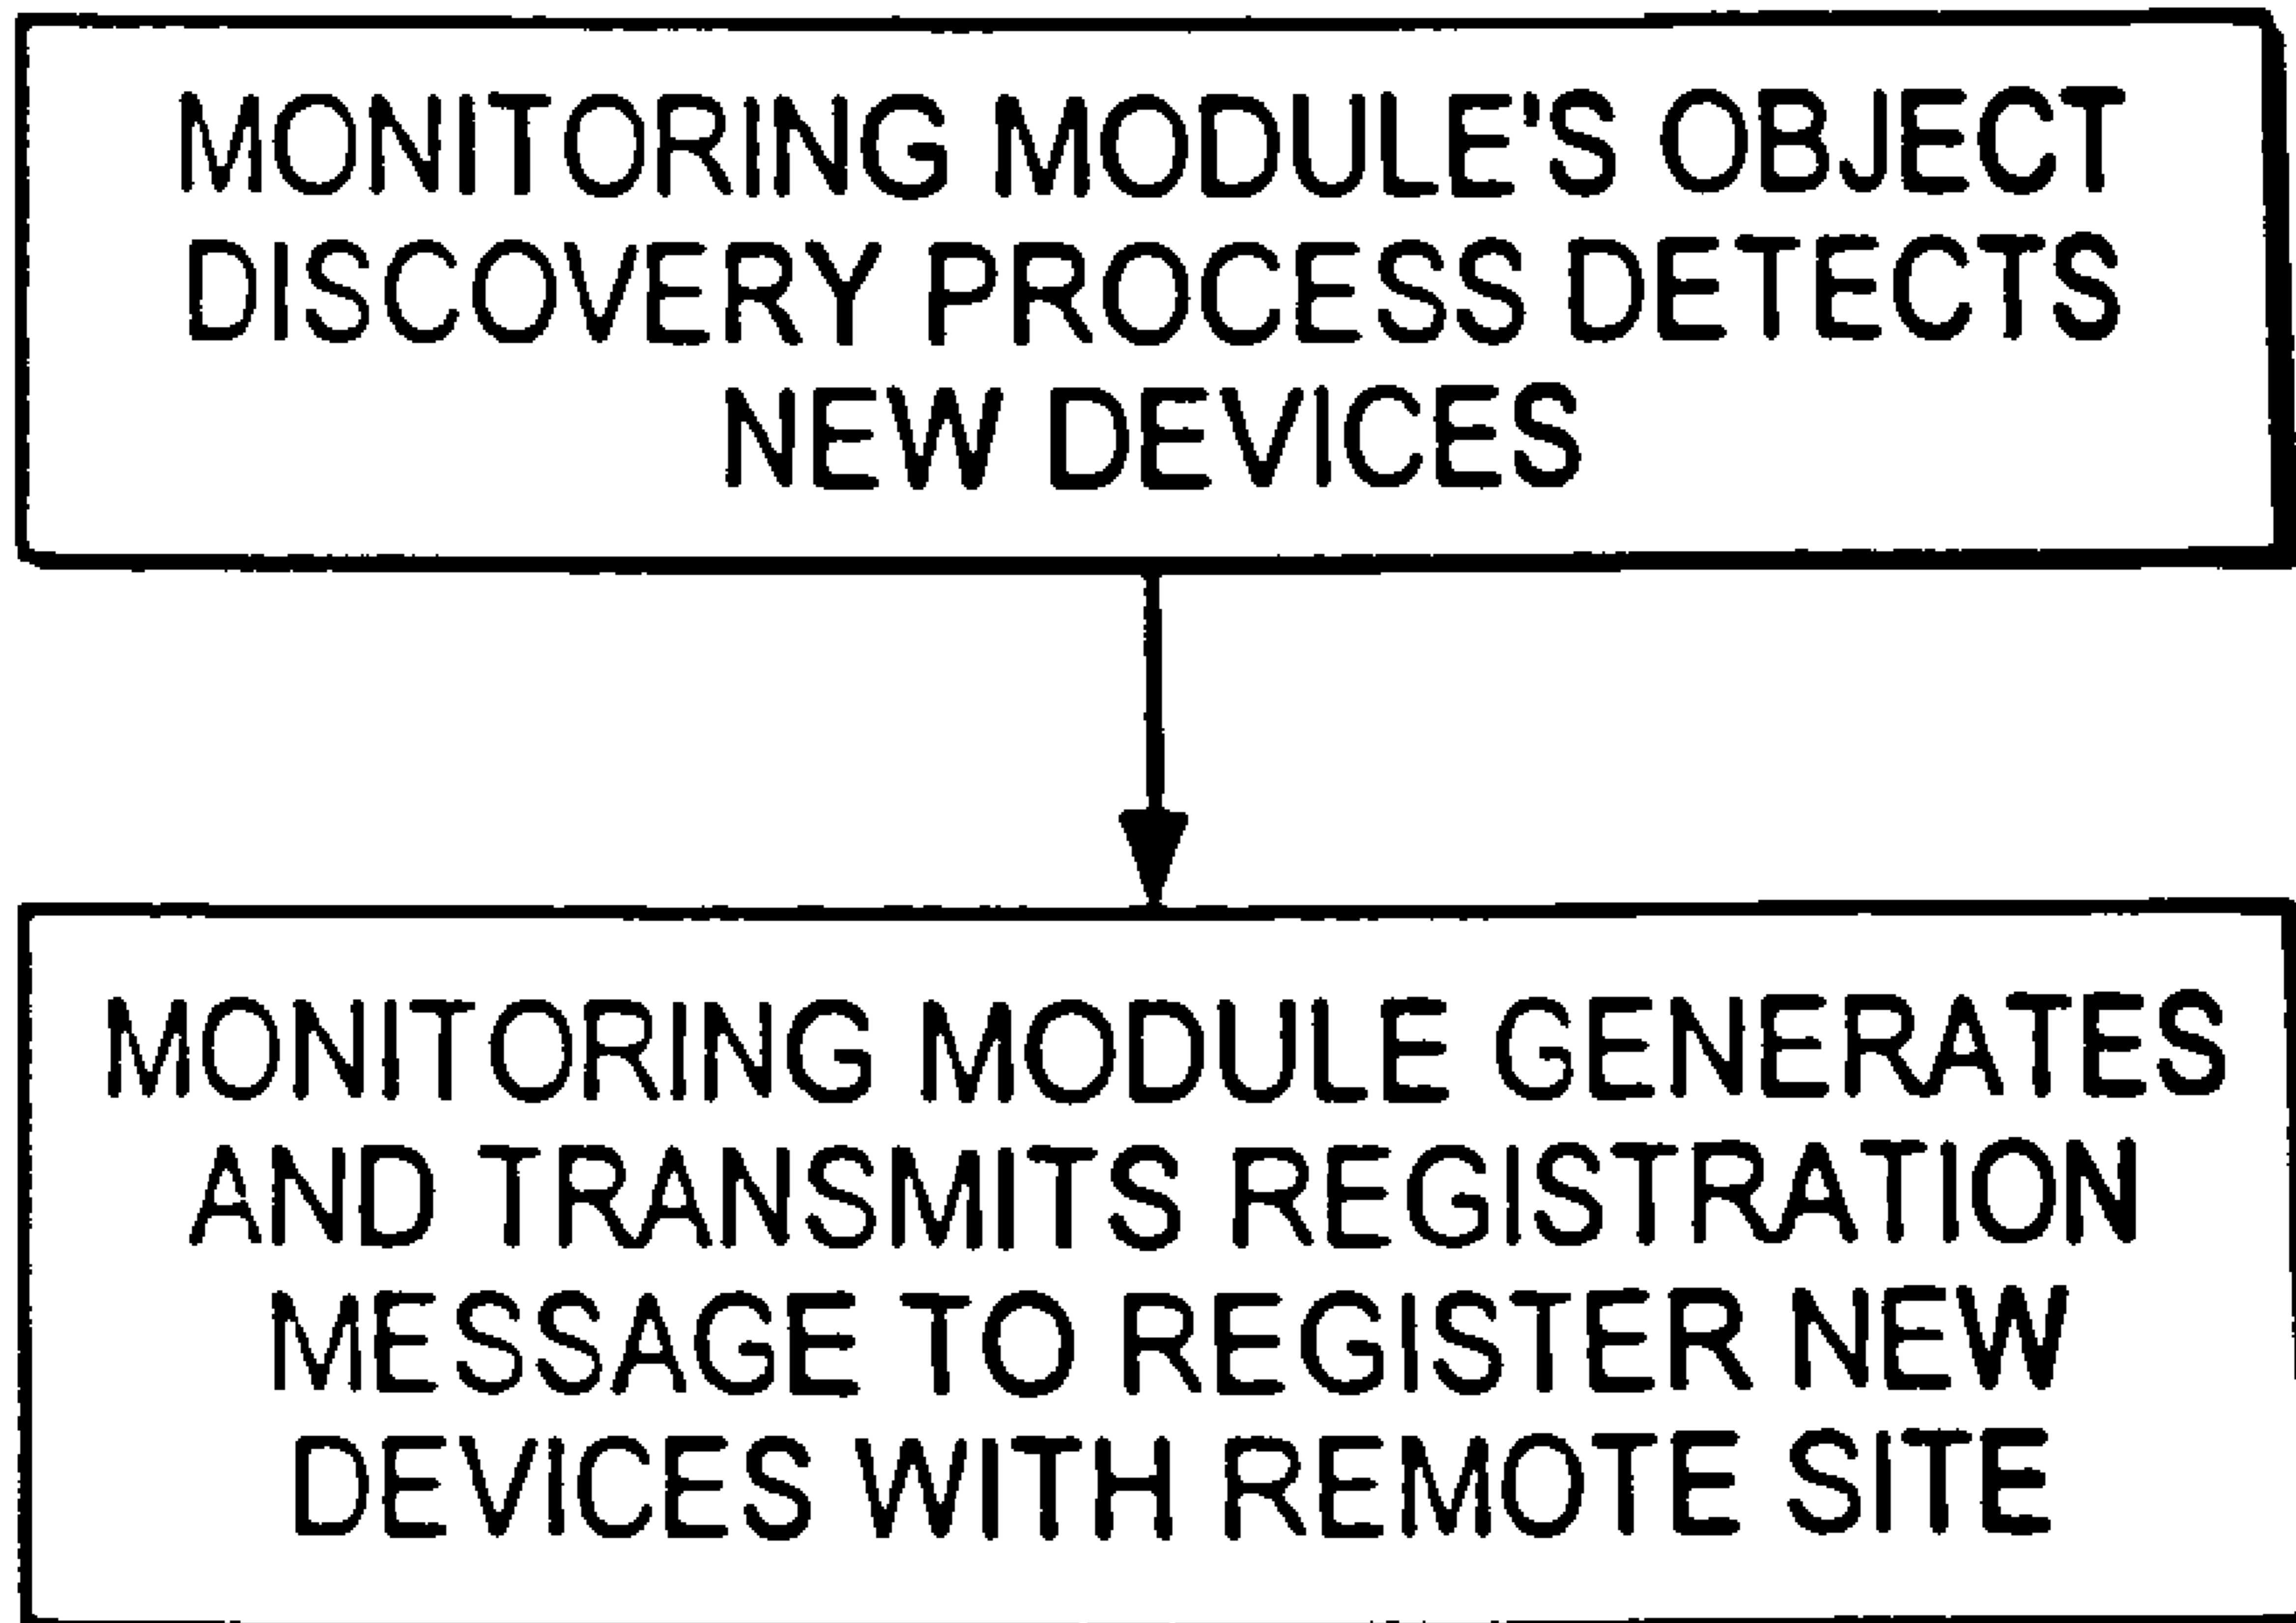 MONITORING MODULE'S OBJECT
DISCOVERY PROCESS DETECTS
NEW DEVICES
MONITORING MODULE GENERATES
AND TRANSMITS REGISTRATION
MESSAGE TO REGISTER NEW
DEVICES WITH REMOTE SITE